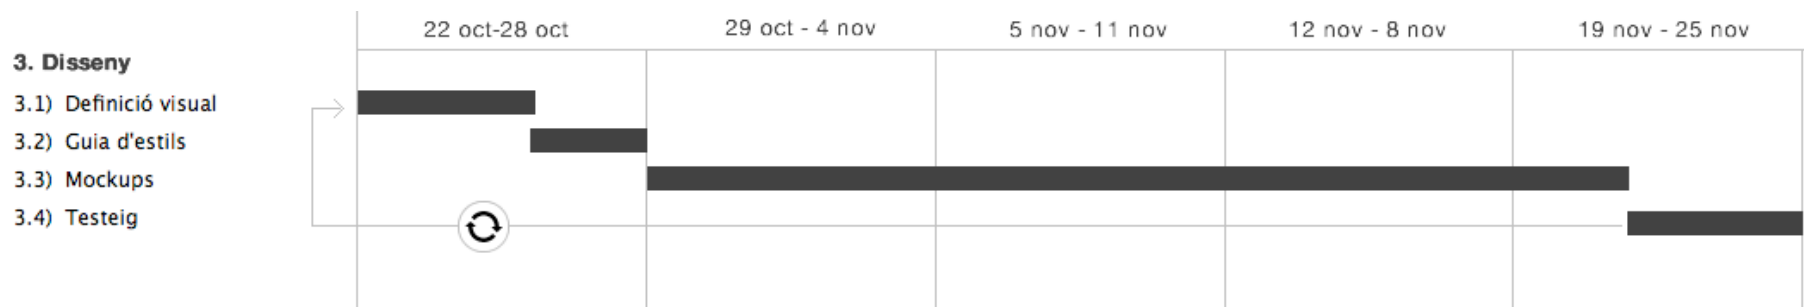 22 oct-28 oct
29 oct - 4 nov
5 nov - 11 nov
12 nov - 8 nov
19 nov - 25 nov
3. Disseny
3.1) Definició visual
3.2) Guia d'estils
3.3) Mockups
3.4) Testeig